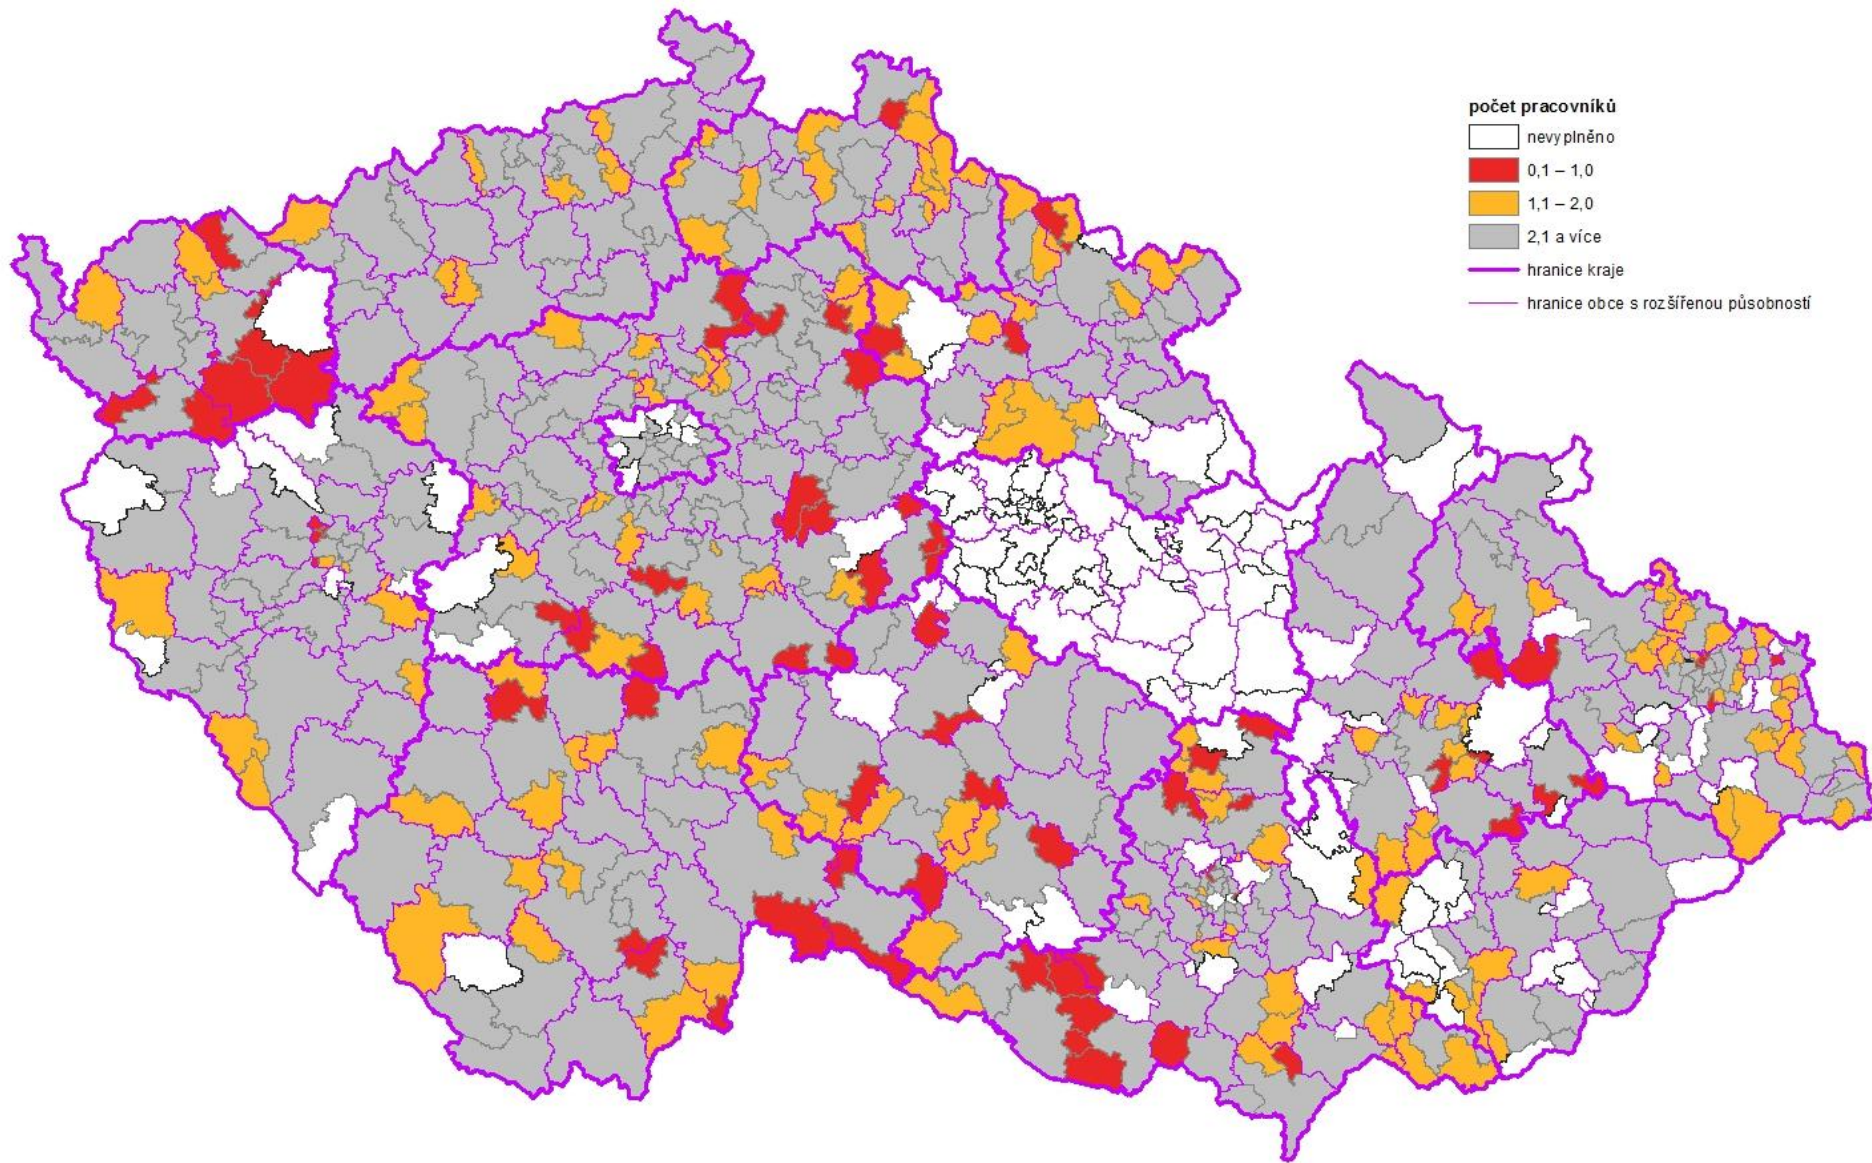 počet pracovníků
nevyplněno
0,1 – 1,0
1,1 – 2,0
2,1 a více
hranice kraje
hranice obce s rozšířenou působností